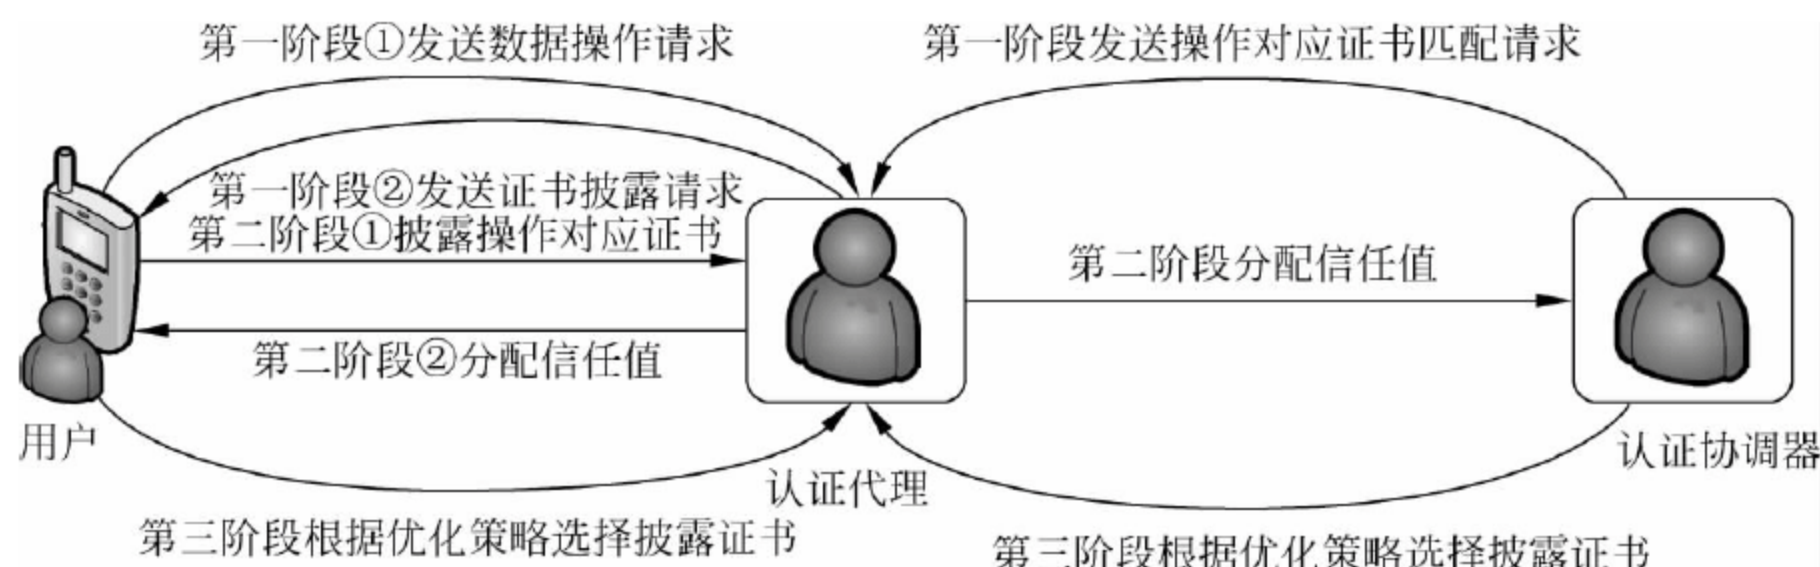 第一阶段①发送数据操作请求
第一阶段发送操作对应证书匹配请求
第一阶段②发送证书披露请求
第二阶段①披露操作对应证书
第二阶段分配信任值
第二阶段②分配信任值
用户
认证代理
认证协调器
第三阶段根据优化策略选择披露证书
第三阶段根据优化策略选择披露证书